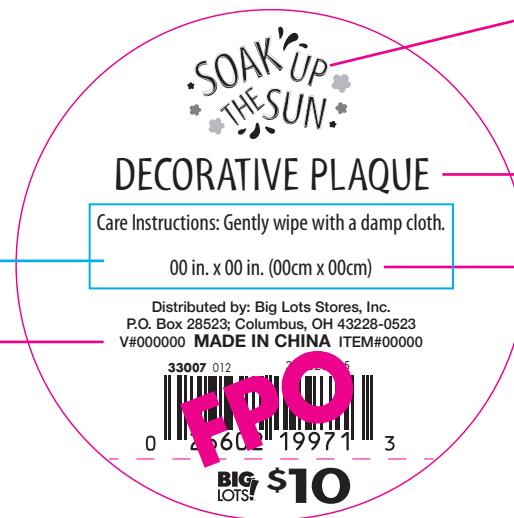 SOAK UP
THE SUN
DECORATIVE PLAQUE
Care Instructions: Gently wipe with a damp cloth.
00 in. x 00 in. (00cm x 00cm)
Distributed by: Big Lots Stores, Inc.
P.O. Box 28523; Columbus, OH 43228-0523
V#000000 MADE IN CHINA ITEM#00000
33007 012
FPO
0 19971 3
BIG LOTS! $10